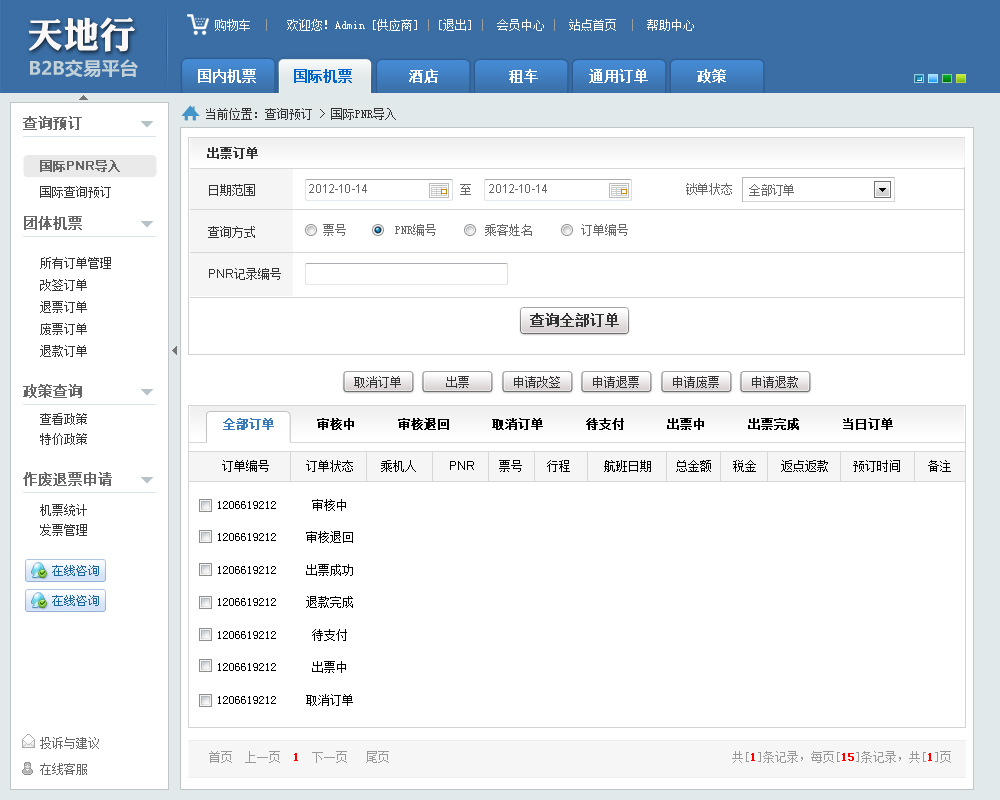 天地行
B2B交易平台
购物车 欢迎您！Admin [供应商] [退出] 会员中心 站点首页 帮助中心
国内机票 国际机票 酒店 租车 通用订单 政策
当前位置：查询预订 > 国际PNR导入
查询预订
国际PNR导入
国际查询预订
团体机票
所有订单管理
改签订单
退票订单
废票订单
退款订单
政策查询
查看政策
特价政策
作废退票申请
机票统计
发票管理
在线咨询
在线咨询
投诉与建议
在线客服
出票订单
日期范围 2012-10-14 至 2012-10-14 锁单状态 全部订单
查询方式 票号 PNR编号 乘客姓名 订单编号
PNR记录编号
查询全部订单
取消订单 出票 申请改签 申请退票 申请废票 申请退款
全部订单 审核中 审核退回 取消订单 待支付 出票中 出票完成 当日订单
订单编号 订单状态 乘机人 PNR 票号 行程 航班日期 总金额 税金 返点返款 预订时间 备注
1206619212 审核中
1206619212 审核退回
1206619212 出票成功
1206619212 退款完成
1206619212 待支付
1206619212 出票中
1206619212 取消订单
首页 上一页 1 下一页 尾页 共[1]条记录，每页[15]条记录，共[1]页